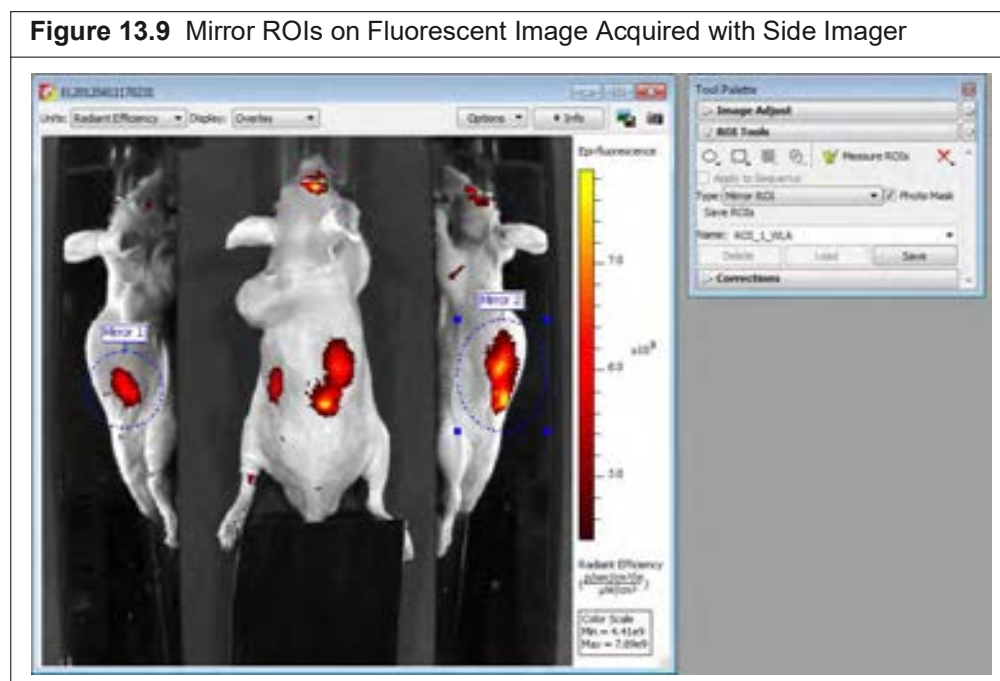 Figure 13.9 Mirror ROIs on Fluorescent Image Acquired with Side Imager
Units: Radiant Efficiency Display: Overlay Options Info
Epi-fluorescence
Mirror 1
Mirror 2
7.0
6.0
x10⁹
5.0
Radiant Efficiency
Color Scale
Min = 4.41e9
Max = 7.89e9
Tool Palette
Image Adjust
ROI Tools
Measure ROIs
Apply to Sequence
Type: Mirror ROI Photo Mask
Save ROIs
Name: ROI_1_WLA
Delete Load Save
Corrections